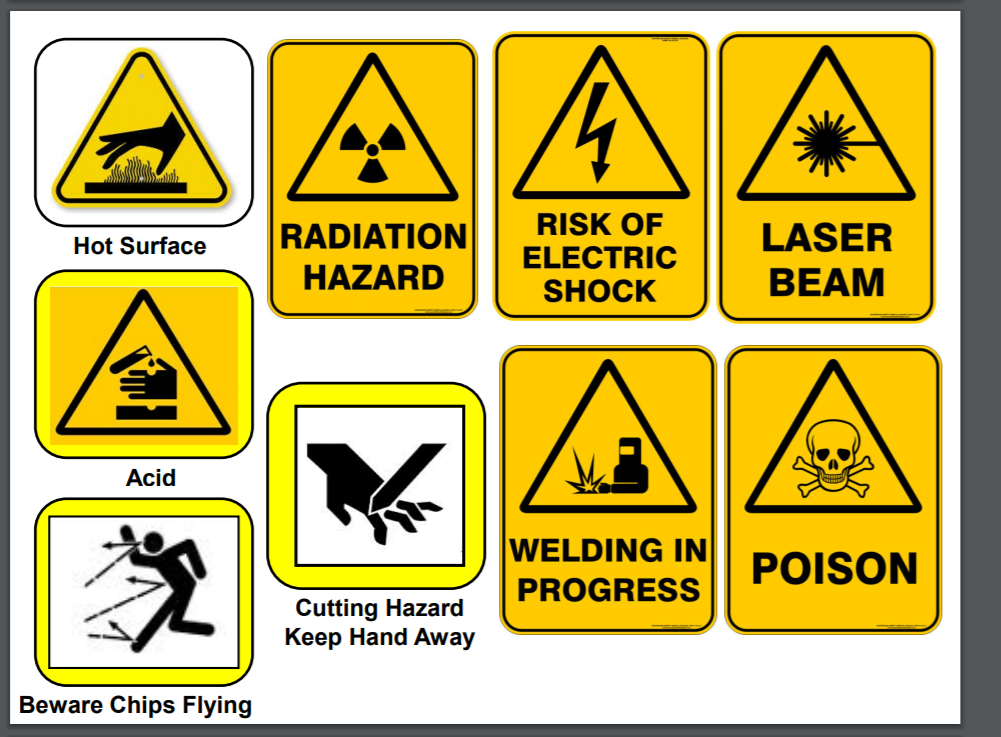 Hot Surface
RADIATION
HAZARD
RISK OF
ELECTRIC
SHOCK
LASER
BEAM
Acid
Beware Chips Flying
Cutting Hazard
Keep Hand Away
WELDING IN
PROGRESS
POISON